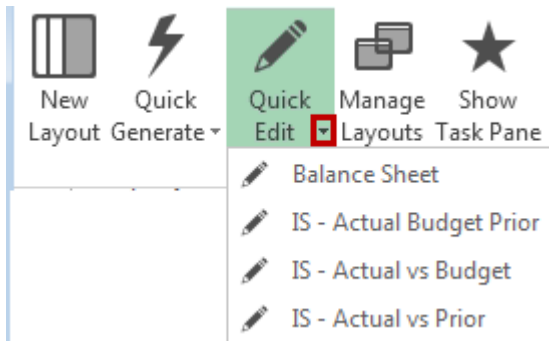 New Quick Quick Manage Show
Layout Generate Edit Layouts Task Pane
Balance Sheet
IS - Actual Budget Prior
IS - Actual vs Budget
IS - Actual vs Prior